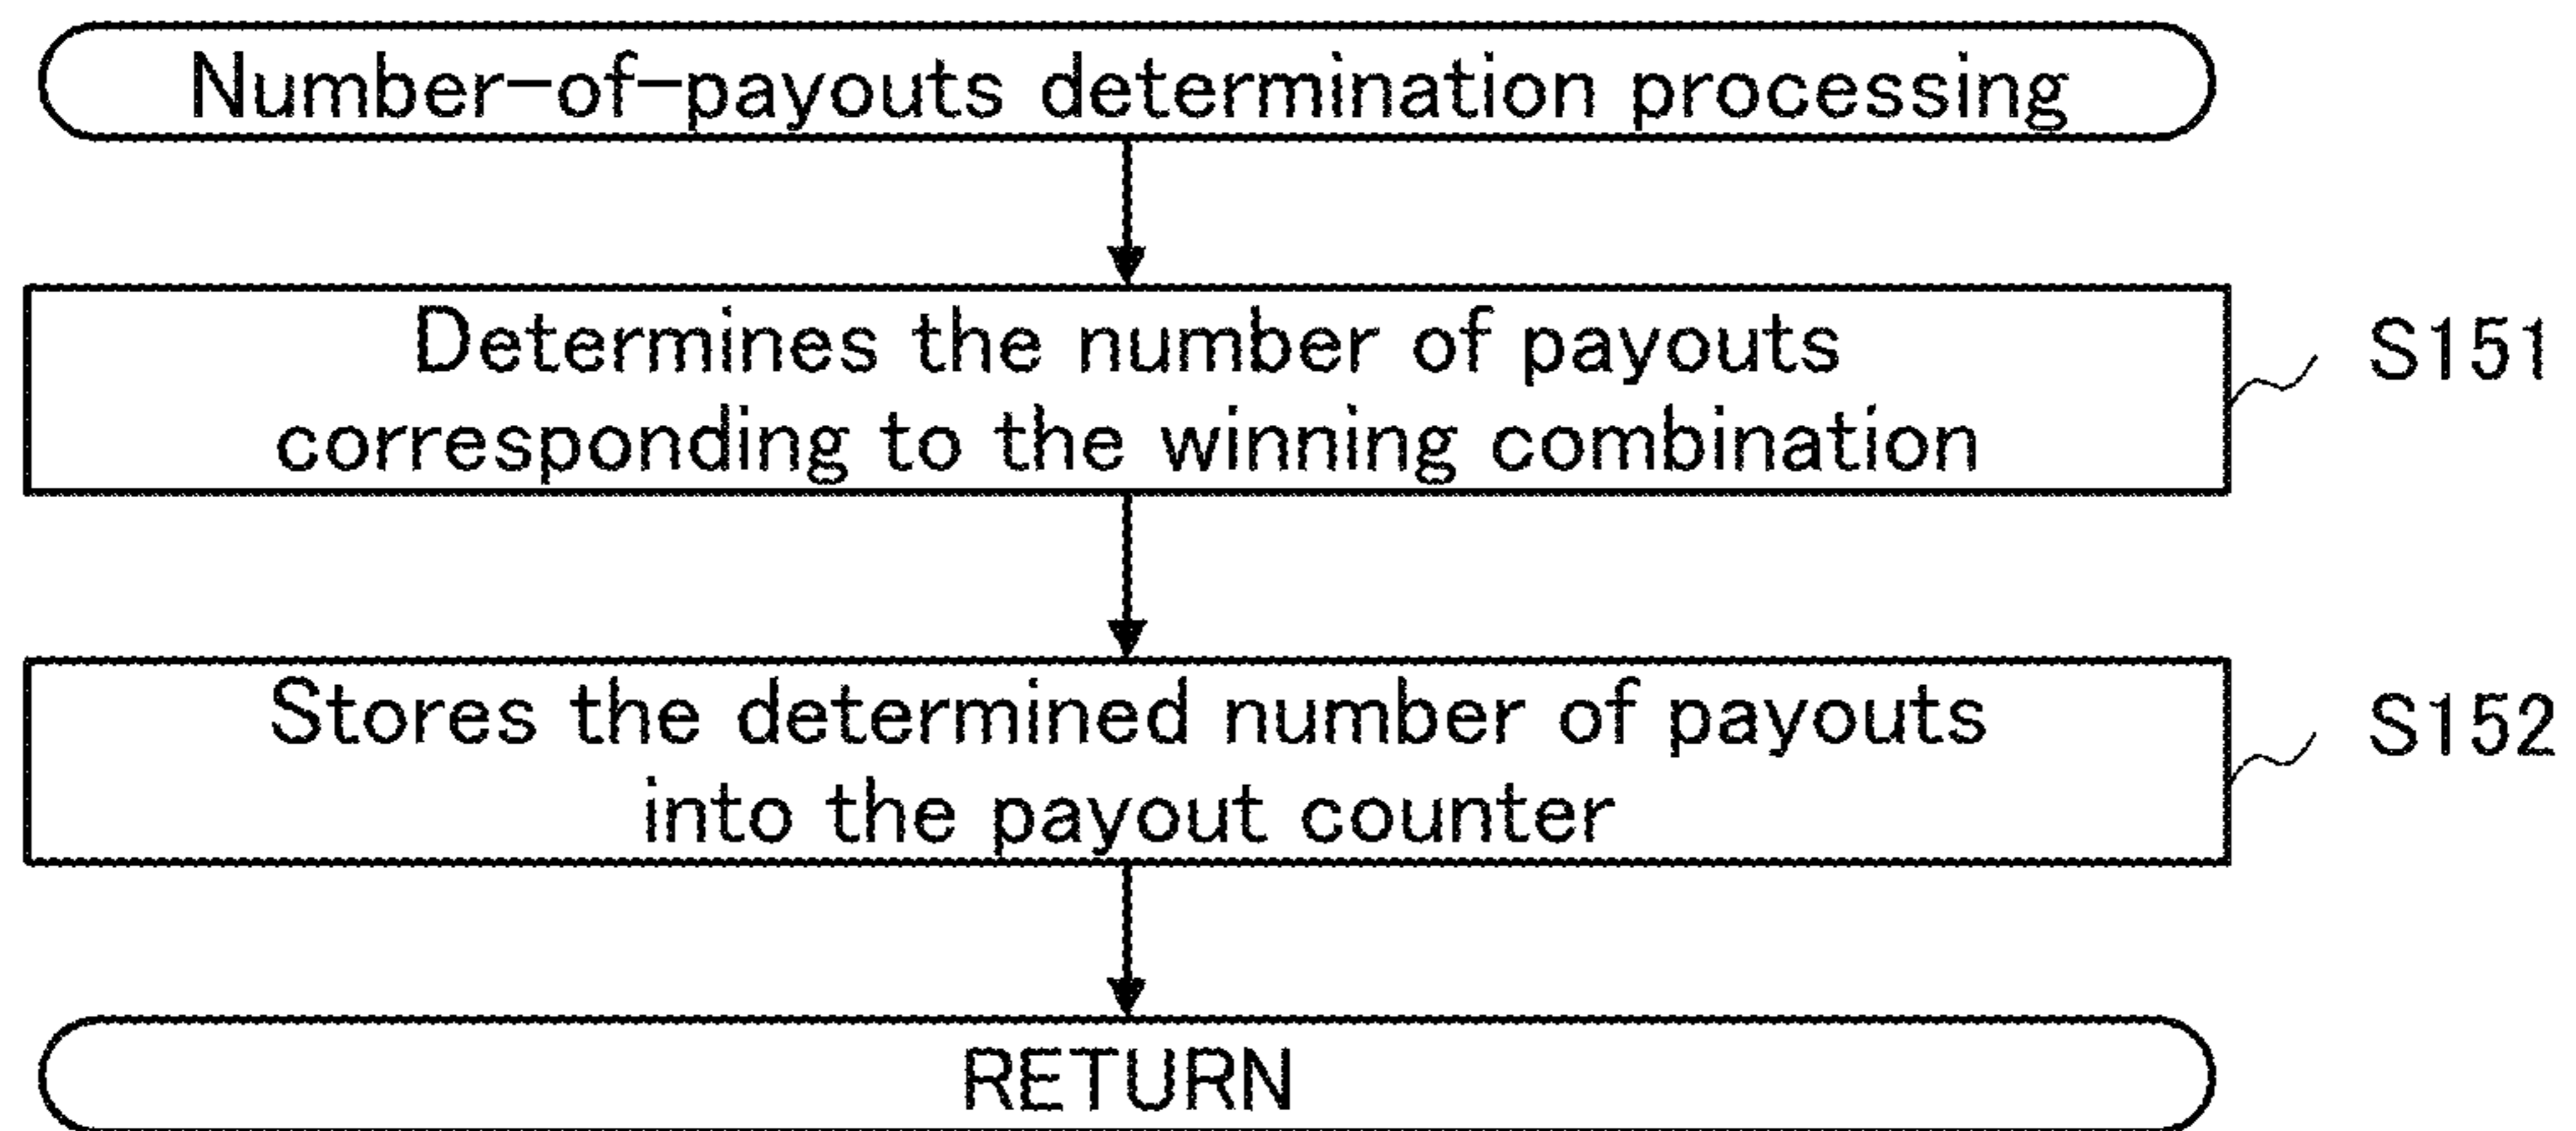 Number-of-payouts determination processing
Determines the number of payouts
corresponding to the winning combination
S151
Stores the determined number of payouts
into the payout counter
S152
RETURN